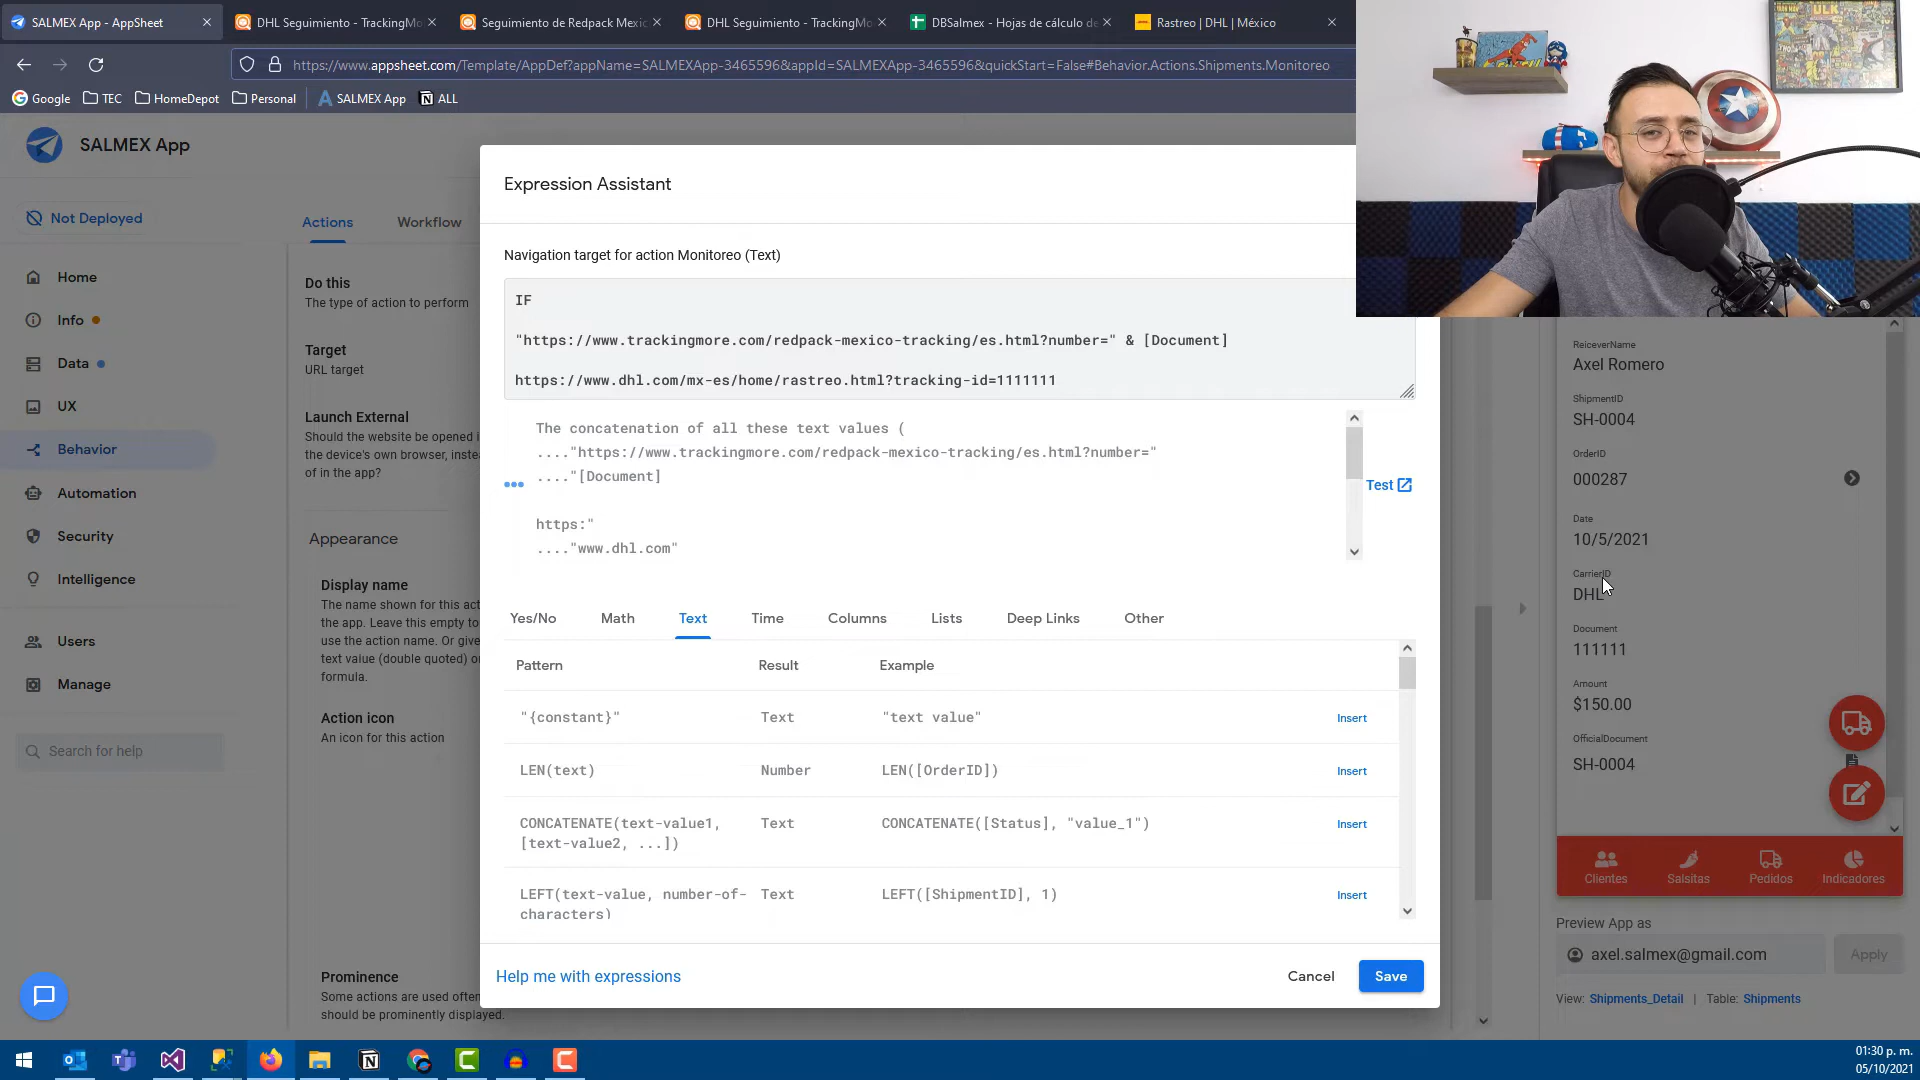 SALMEX App - AppSheet
DHL Seguimiento - TrackingMo
Seguimiento de Redpack Mexic
DHL Seguimiento - TrackingMo
DBSalmex - Hojas de cálculo de
Rastreo | DHL | México
https://www.appsheet.com/Template/AppDef?appName=SALMEXApp-3465596&appId=SALMEXApp-3465596&quickStart=False#Behavior.Actions.Shipments.Monitoreo
Google
TEC
HomeDepot
Personal
SALMEX App
ALL
SALMEX App
Not Deployed
Home
Info
Data
UX
Behavior
Automation
Security
Intelligence
Users
Manage
Search for help
Actions
Workflow
Do this
The type of action to perform
Target
URL target
Launch External
Should the website be opened i
the device's own browser, inste
of in the app?
Appearance
Display name
The name shown for this act
the app. Leave this empty to
use the action name. Or give
text value (double quoted) o
formula.
Action icon
An icon for this action
Prominence
Some actions are used often
should be prominently displayed.
Expression Assistant
Navigation target for action Monitoreo (Text)
IF
"https://www.trackingmore.com/redpack-mexico-tracking/es.html?number=" & [Document]
https://www.dhl.com/mx-es/home/rastreo.html?tracking-id=1111111
The concatenation of all these text values (
...."https://www.trackingmore.com/redpack-mexico-tracking/es.html?number="
...."[Document]
https:"
...."www.dhl.com"
Test
Yes/No
Math
Text
Time
Columns
Lists
Deep Links
Other
Pattern Result Example
"{constant}" Text "text value" Insert
LEN(text) Number LEN([OrderID]) Insert
CONCATENATE(text-value1, Text CONCATENATE([Status], "value_1") Insert
[text-value2, ...])
LEFT(text-value, number-of- Text LEFT([ShipmentID], 1) Insert
characters)
Help me with expressions
Cancel
Save
ULK
ReiceverName
Axel Romero
ShipmentID
SH-0004
OrderID
000287
Date
10/5/2021
CarrierID
DHL
Document
111111
Amount
$150.00
OfficialDocument
SH-0004
Clientes
Salsitas
Pedidos
Indicadores
Preview App as
axel.salmex@gmail.com
Apply
View: Shipments_Detail | Table: Shipments
01:30 p. m.
05/10/2021